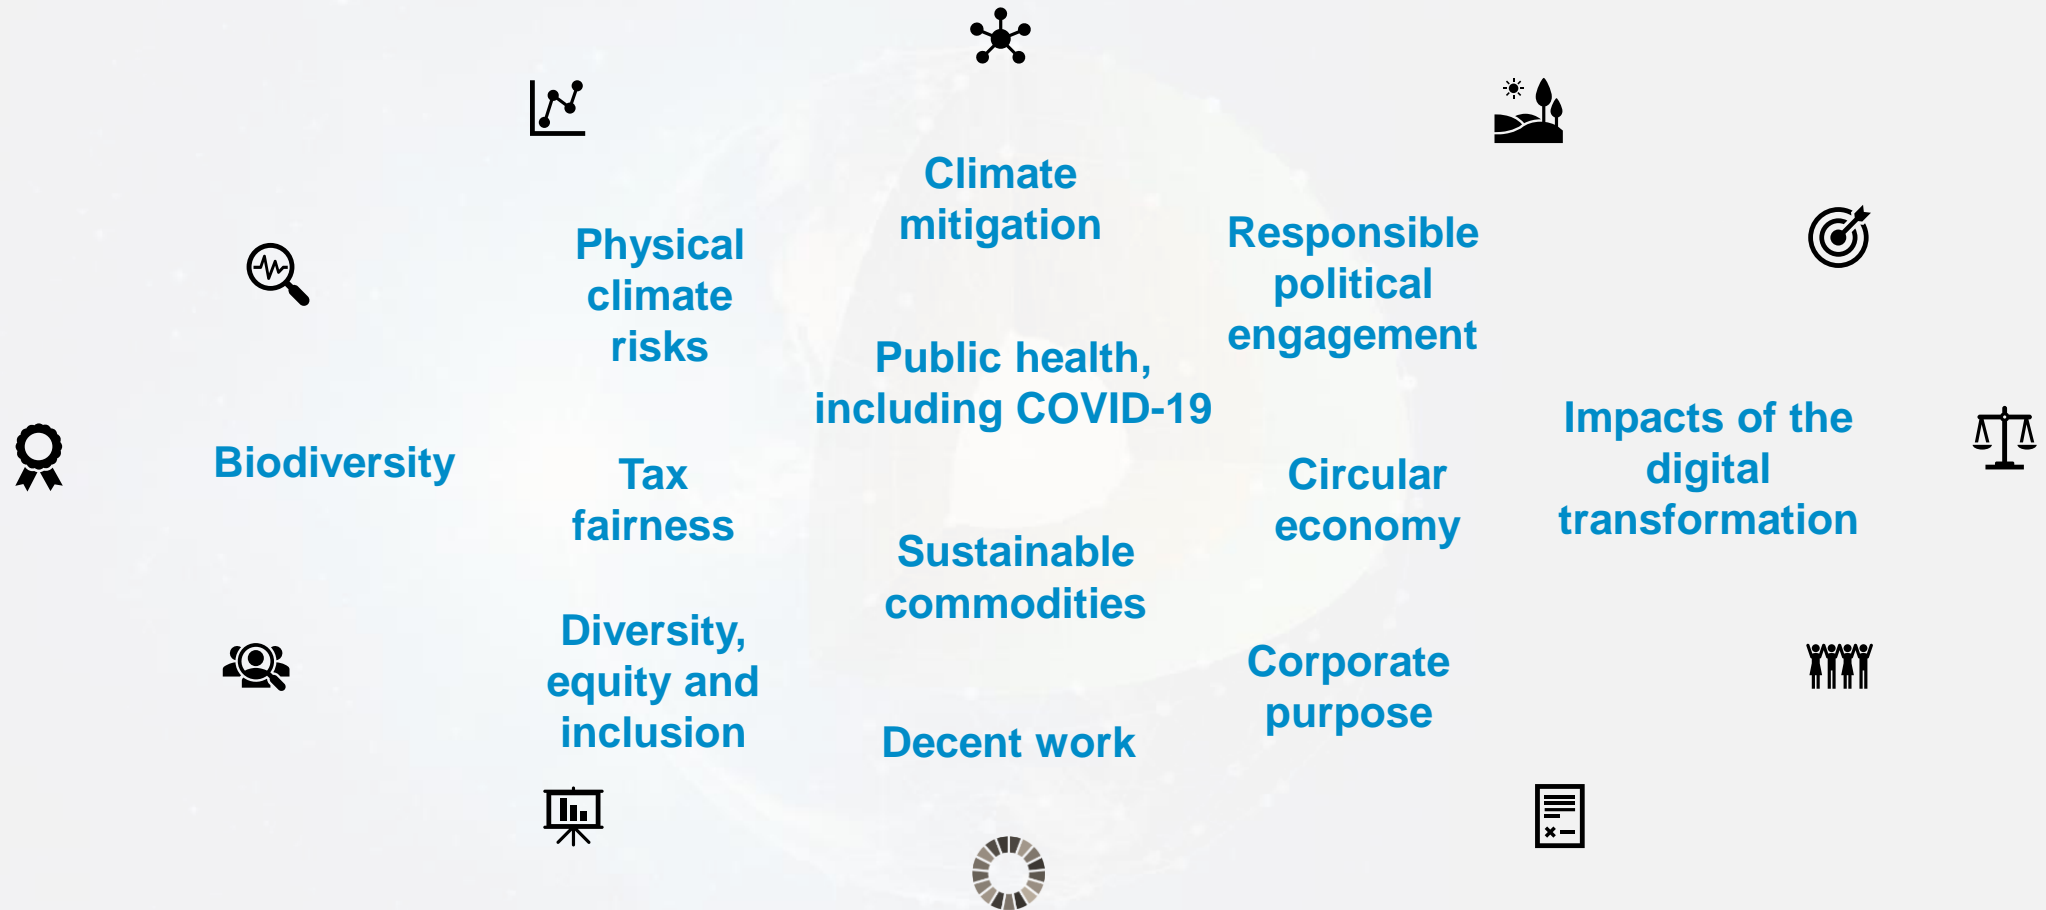 Climate
mitigation
Physical
climate
risks
Responsible
political
engagement
Public health,
including COVID-19
Biodiversity
Tax
fairness
Circular
economy
Impacts of the
digital
transformation
Sustainable
commodities
Diversity,
equity and
inclusion
Corporate
purpose
Decent work